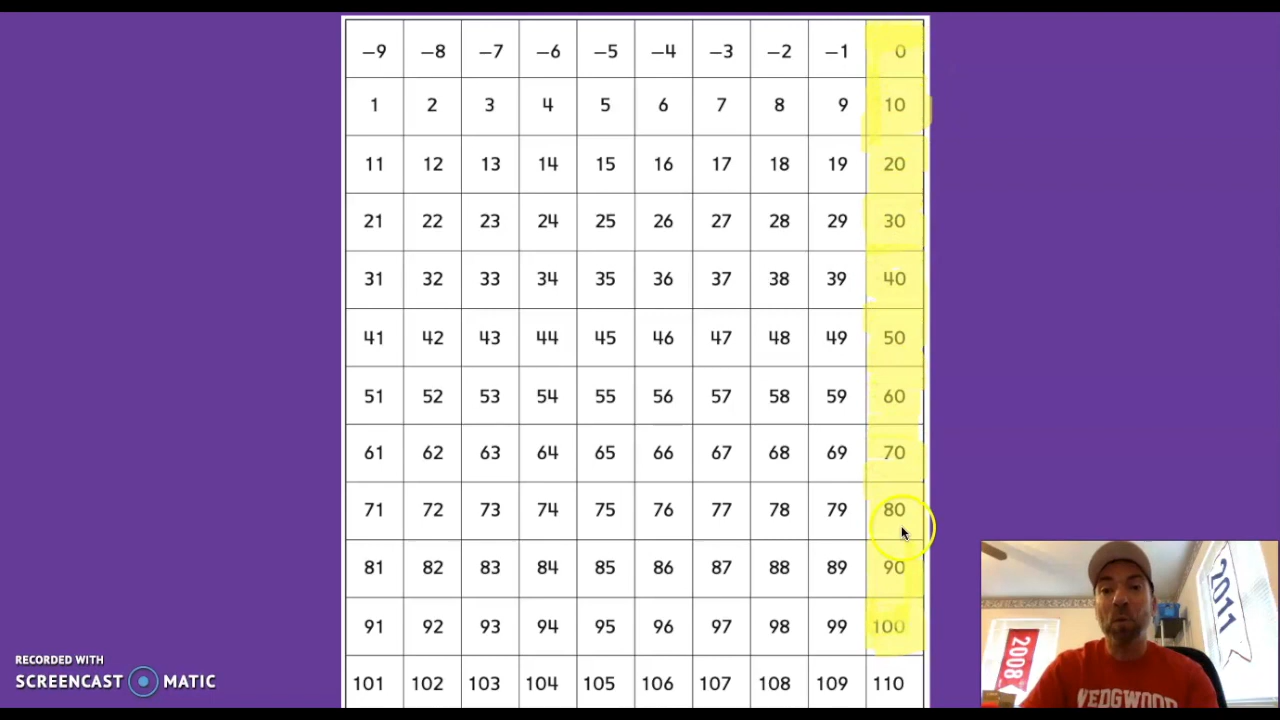 −9 −8 −7 −6 −5 −4 −3 −2 −1 0
1 2 3 4 5 6 7 8 9 10
11 12 13 14 15 16 17 18 19 20
21 22 23 24 25 26 27 28 29 30
31 32 33 34 35 36 37 38 39 40
41 42 43 44 45 46 47 48 49 50
51 52 53 54 55 56 57 58 59 60
61 62 63 64 65 66 67 68 69 70
71 72 73 74 75 76 77 78 79 80
81 82 83 84 85 86 87 88 89 90
91 92 93 94 95 96 97 98 99 100
101 102 103 104 105 106 107 108 109 110
RECORDED WITH
SCREENCAST MATIC
2008
2011
WEDGWOOD